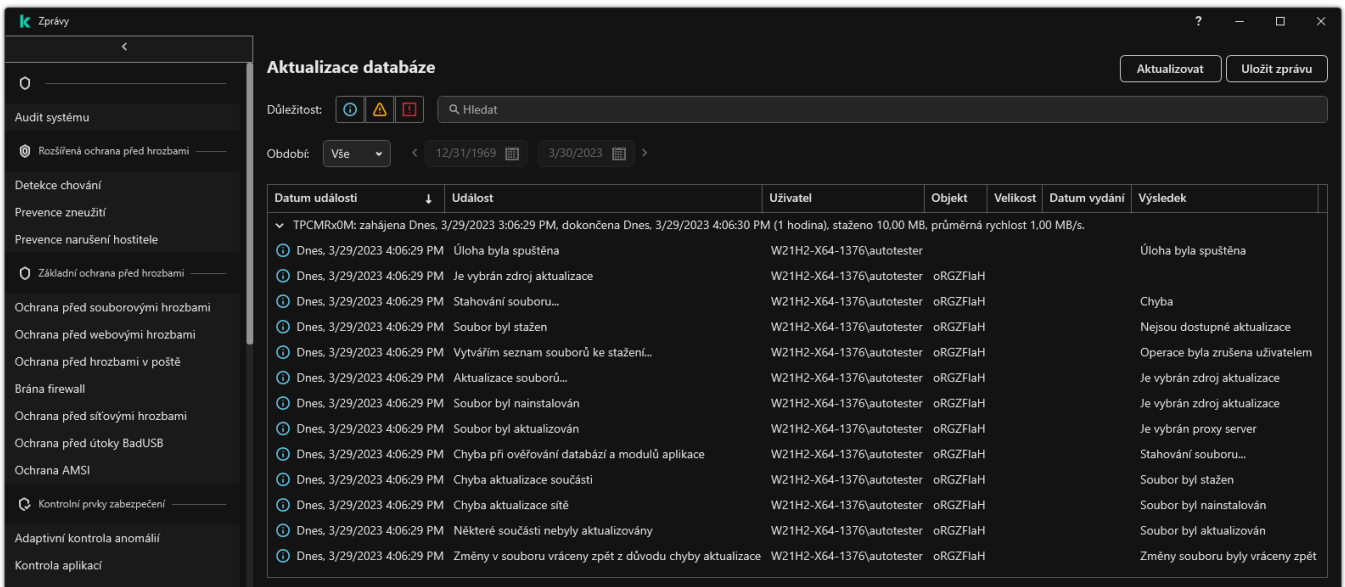 Zprávy
?
Audit systému
Rozšířená ochrana před hrozbami
Detekce chování
Prevence zneužití
Prevence narušení hostitele
Základní ochrana před hrozbami
Ochrana před souborovými hrozbami
Ochrana před webovými hrozbami
Ochrana před hrozbami v poště
Brána firewall
Ochrana před síťovými hrozbami
Ochrana před útoky BadUSB
Ochrana AMSI
Kontrolní prvky zabezpečení
Adaptivní kontrola anomálií
Kontrola aplikací
Aktualizace databáze
Aktualizovat Uložit zprávu
Důležitost: Hledat
Období: Vše 12/31/1969 3/30/2023
Datum události Událost Uživatel Objekt Velikost Datum vydání Výsledek
TPCMRx0M: zahájena Dnes, 3/29/2023 3:06:29 PM, dokončena Dnes, 3/29/2023 4:06:30 PM (1 hodina), staženo 10,00 MB, průměrná rychlost 1,00 MB/s.
Dnes, 3/29/2023 4:06:29 PM Úloha byla spuštěna W21H2-X64-1376\autotester Úloha byla spuštěna
Dnes, 3/29/2023 4:06:29 PM Je vybrán zdroj aktualizace W21H2-X64-1376\autotester oRGZFlaH
Dnes, 3/29/2023 4:06:29 PM Stahování souboru... W21H2-X64-1376\autotester oRGZFlaH Chyba
Dnes, 3/29/2023 4:06:29 PM Soubor byl stažen W21H2-X64-1376\autotester oRGZFlaH Nejsou dostupné aktualizace
Dnes, 3/29/2023 4:06:29 PM Vytvářím seznam souborů ke stažení... W21H2-X64-1376\autotester oRGZFlaH Operace byla zrušena uživatelem
Dnes, 3/29/2023 4:06:29 PM Aktualizace souborů... W21H2-X64-1376\autotester oRGZFlaH Je vybrán zdroj aktualizace
Dnes, 3/29/2023 4:06:29 PM Soubor byl nainstalován W21H2-X64-1376\autotester oRGZFlaH Je vybrán zdroj aktualizace
Dnes, 3/29/2023 4:06:29 PM Soubor byl aktualizován W21H2-X64-1376\autotester oRGZFlaH Je vybrán proxy server
Dnes, 3/29/2023 4:06:29 PM Chyba při ověřování databází a modulů aplikace W21H2-X64-1376\autotester oRGZFlaH Stahování souboru...
Dnes, 3/29/2023 4:06:29 PM Chyba aktualizace součásti W21H2-X64-1376\autotester oRGZFlaH Soubor byl stažen
Dnes, 3/29/2023 4:06:29 PM Chyba aktualizace sítě W21H2-X64-1376\autotester oRGZFlaH Soubor byl nainstalován
Dnes, 3/29/2023 4:06:29 PM Některé součásti nebyly aktualizovány W21H2-X64-1376\autotester oRGZFlaH Soubor byl aktualizován
Dnes, 3/29/2023 4:06:29 PM Změny v souboru vráceny zpět z důvodu chyby aktualizace W21H2-X64-1376\autotester oRGZFlaH Změny souboru byly vráceny zpět